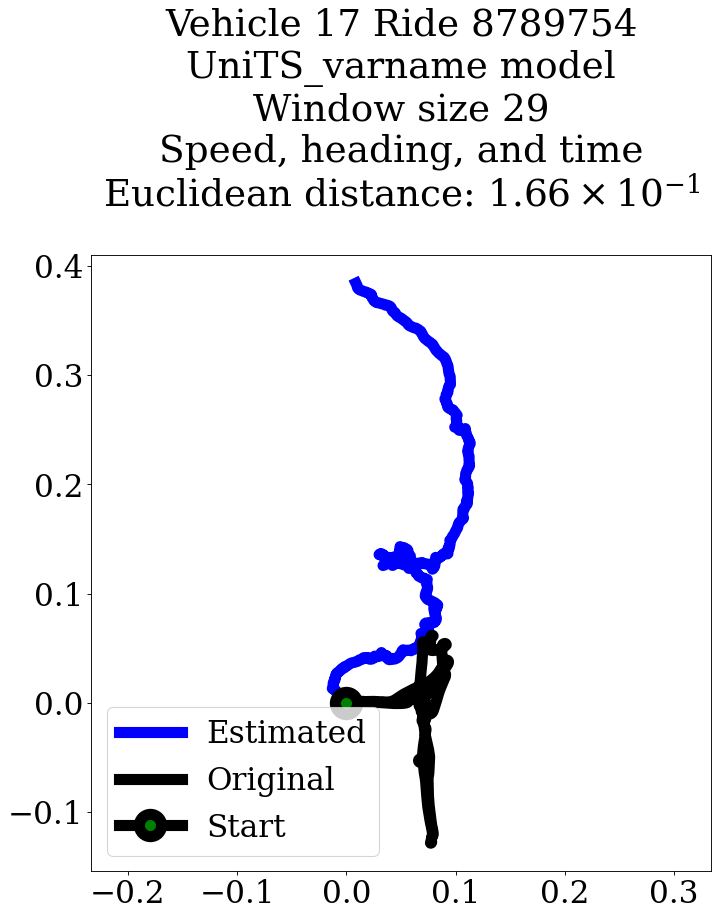 Vehicle 17 Ride 8789754
UniTS_varname model
Window size 29
Speed, heading, and time
Euclidean distance: 1.66 × 10⁻¹
0.4
0.3
0.2
0.1
0.0
−0.1
Estimated
Original
Start
−0.2 −0.1 0.0 0.1 0.2 0.3